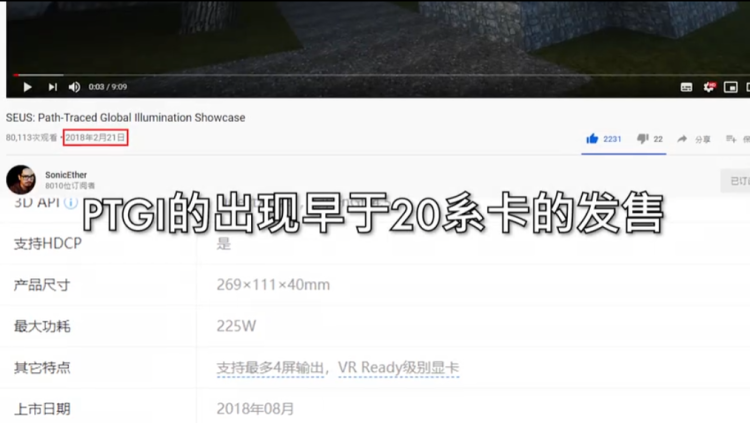 0:03 / 9:09
SEUS: Path-Traced Global Illumination Showcase
80,113次观看 • 2018年2月21日
2231
22
分享
SonicEther
8010位订阅者
已订
3D API
PTGI的出现早于20系卡的发售
支持HDCP
是
产品尺寸
269×111×40mm
最大功耗
225W
其它特点
支持最多4屏输出，VR Ready级别显卡
上市日期
2018年08月